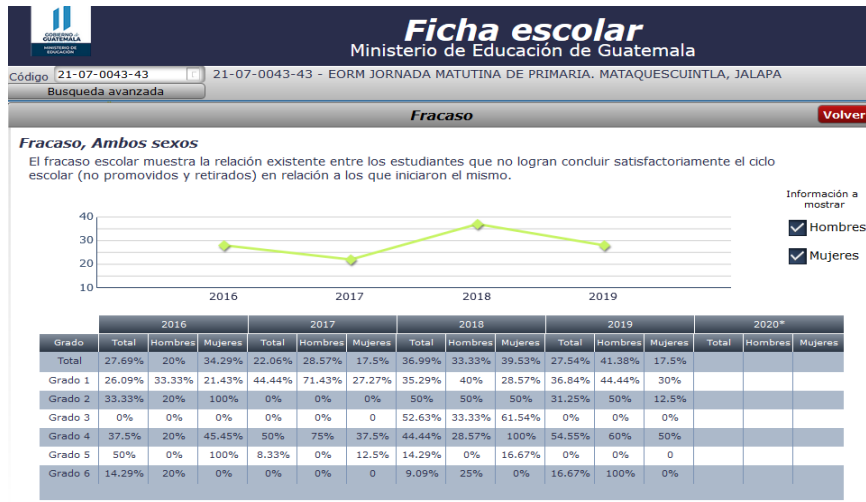 GOBIERNO de
GUATEMALA
MINISTERIO DE
EDUCACIÓN
Ficha escolar
Ministerio de Educación de Guatemala
Código 21-07-0043-43 21-07-0043-43 - EORM JORNADA MATUTINA DE PRIMARIA. MATAQUESCUINTLA, JALAPA
Busqueda avanzada
Fracaso
Volver
Fracaso, Ambos sexos
El fracaso escolar muestra la relación existente entre los estudiantes que no logran concluir satisfactoriamente el ciclo
escolar (no promovidos y retirados) en relación a los que iniciaron el mismo.
Información a
mostrar
Hombres
Mujeres
40
30
20
10
2016 2017 2018 2019
2016 2017 2018 2019 2020*
Grado Total Hombres Mujeres Total Hombres Mujeres Total Hombres Mujeres Total Hombres Mujeres Total Hombres Mujeres
Total 27.69% 20% 34.29% 22.06% 28.57% 17.5% 36.99% 33.33% 39.53% 27.54% 41.38% 17.5%
Grado 1 26.09% 33.33% 21.43% 44.44% 71.43% 27.27% 35.29% 40% 28.57% 36.84% 44.44% 30%
Grado 2 33.33% 20% 100% 0% 0% 0% 50% 50% 50% 31.25% 50% 12.5%
Grado 3 0% 0% 0% 0% 0% 0 52.63% 33.33% 61.54% 0% 0% 0%
Grado 4 37.5% 20% 45.45% 50% 75% 37.5% 44.44% 28.57% 100% 54.55% 60% 50%
Grado 5 50% 0% 100% 8.33% 0% 12.5% 14.29% 0% 16.67% 0% 0% 0
Grado 6 14.29% 20% 0% 0% 0% 0 9.09% 25% 0% 16.67% 100% 0%